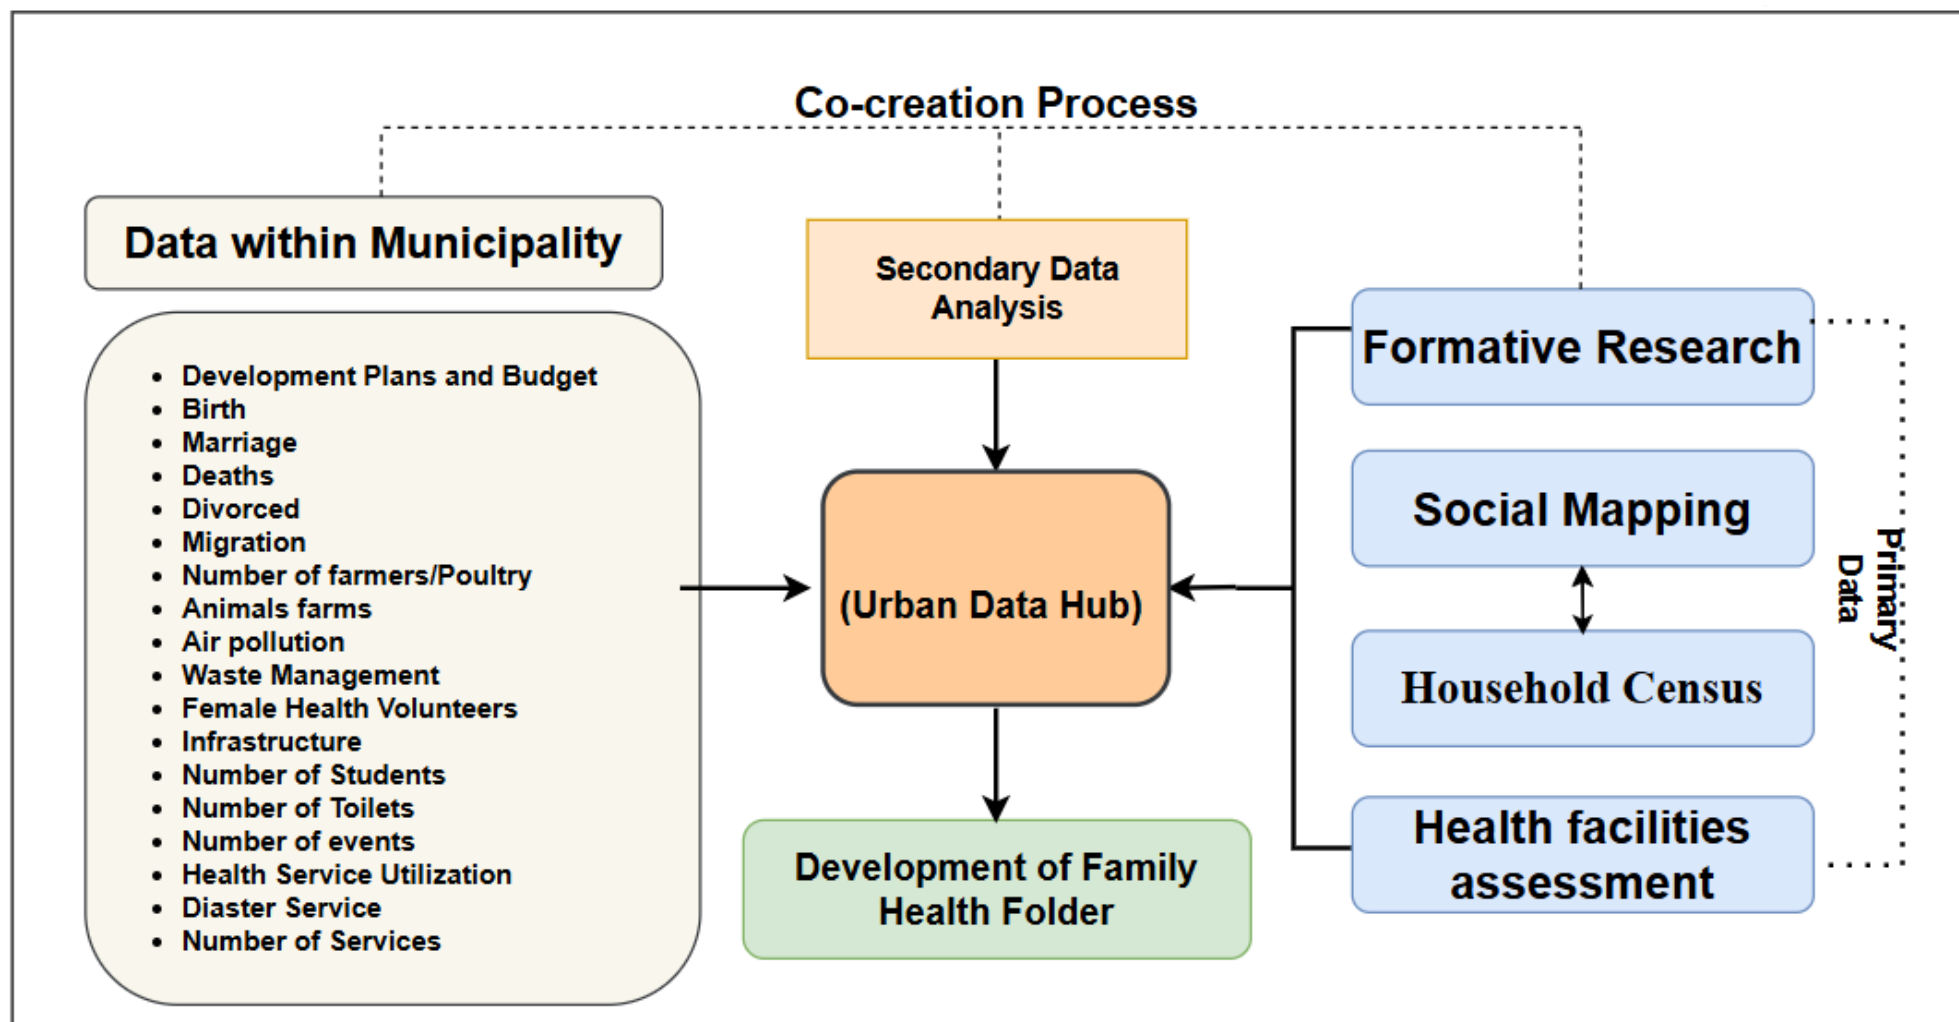 Co-creation Process
Data within Municipality
• Development Plans and Budget
• Birth
• Marriage
• Deaths
• Divorced
• Migration
• Number of farmers/Poultry
• Animals farms
• Air pollution
• Waste Management
• Female Health Volunteers
• Infrastructure
• Number of Students
• Number of Toilets
• Number of events
• Health Service Utilization
• Diaster Service
• Number of Services
Secondary Data
Analysis
(Urban Data Hub)
Development of Family
Health Folder
Formative Research
Social Mapping
Household Census
Health facilities
assessment
Primary
Data